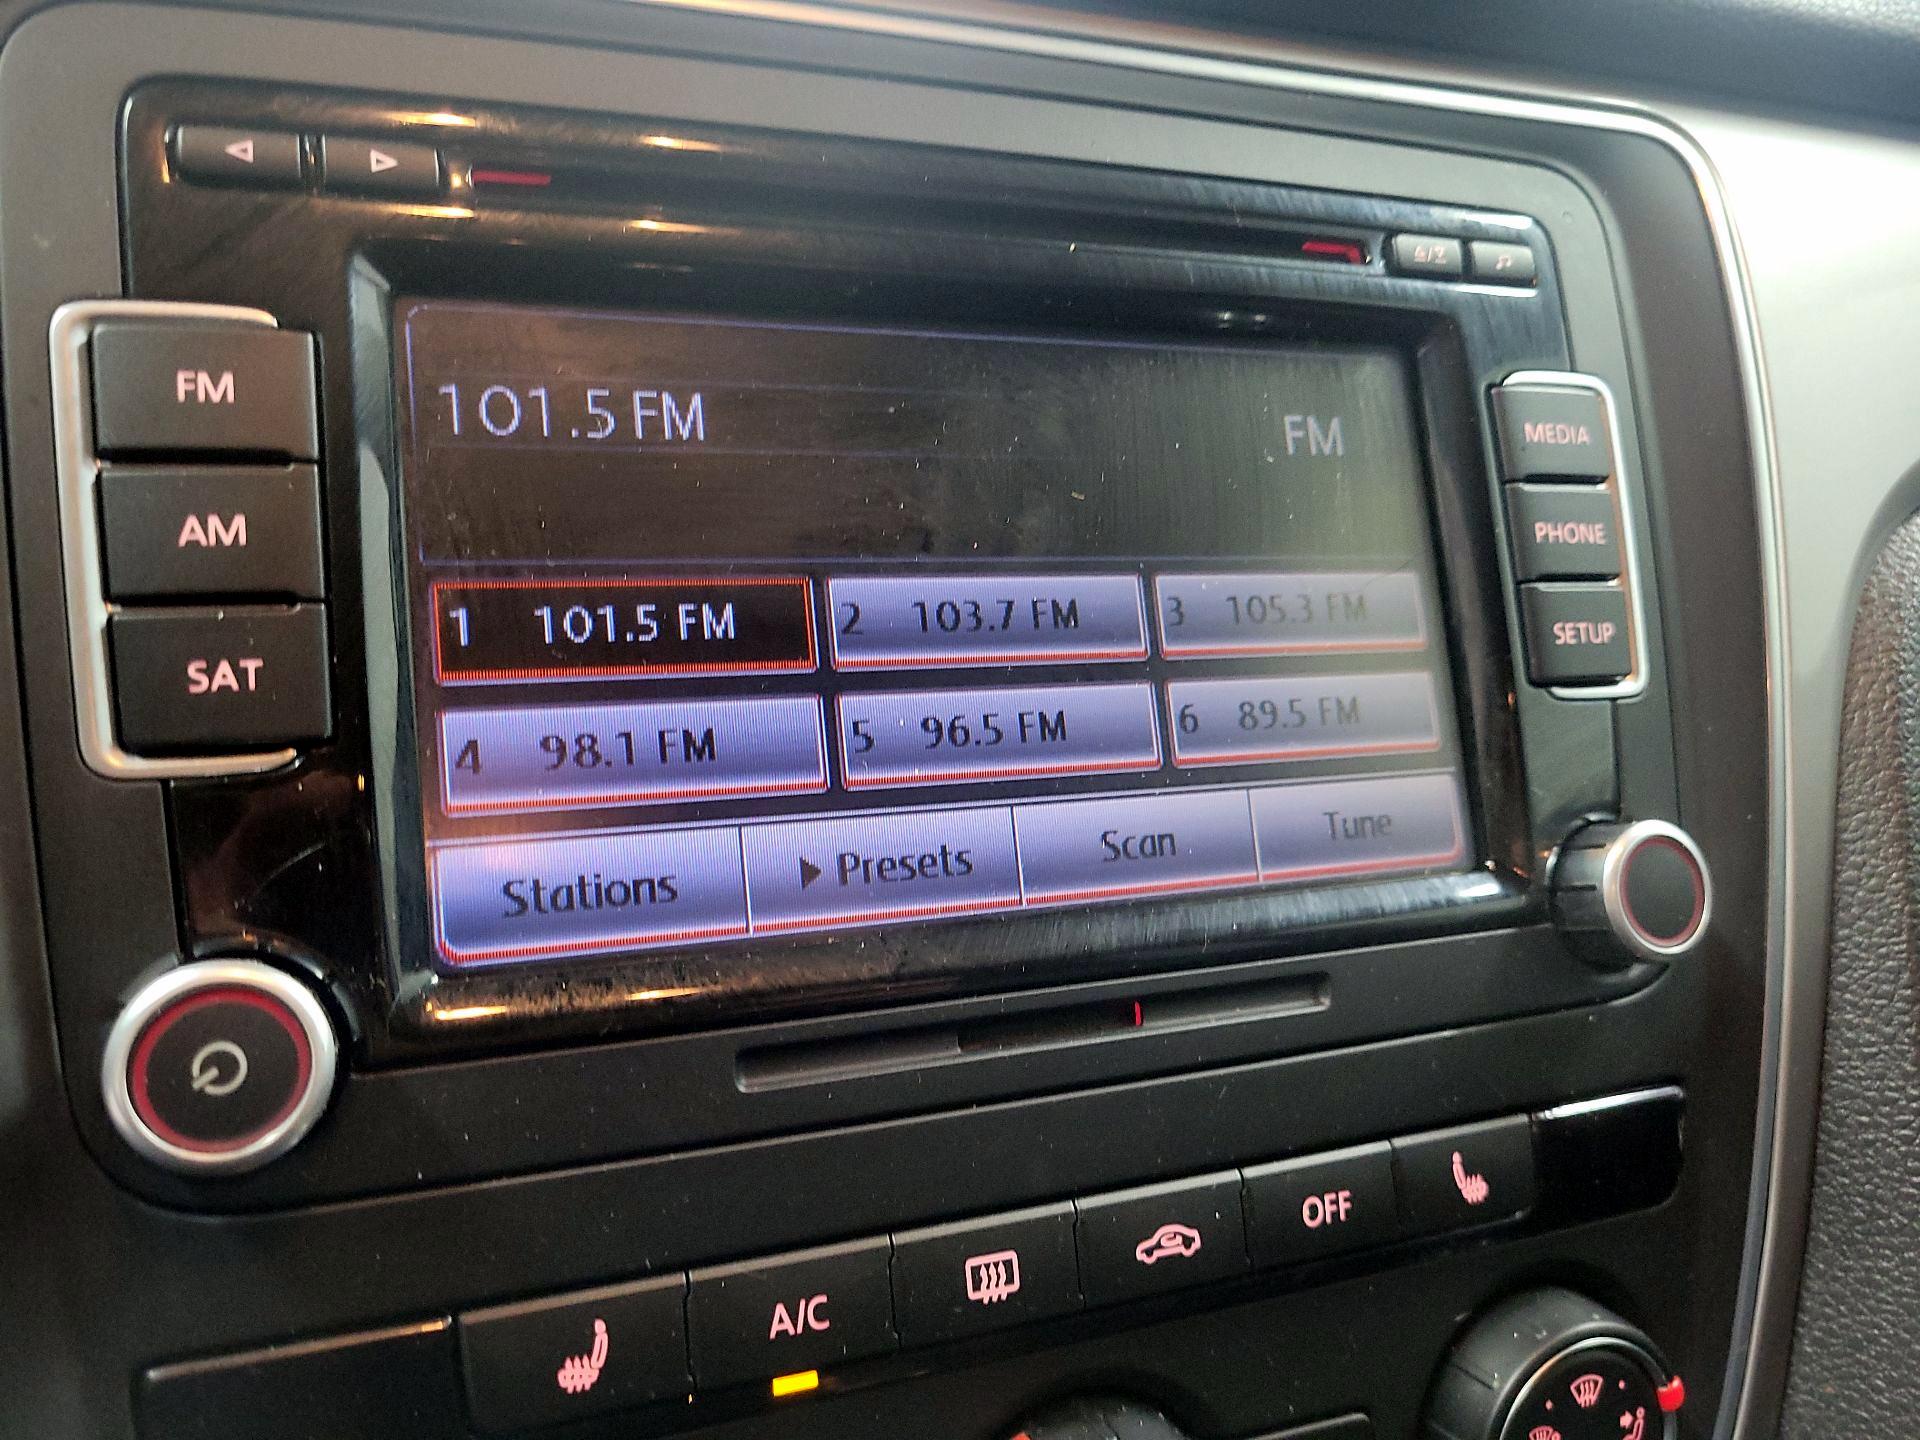 6/7
FM
AM
SAT
101.5 FM
FM
1 101.5 FM
2 103.7 FM
3 105.3 FM
4 98.1 FM
5 96.5 FM
6 89.5 FM
Stations
Presets
Scan
Tune
MEDIA
PHONE
SETUP
A/C
OFF